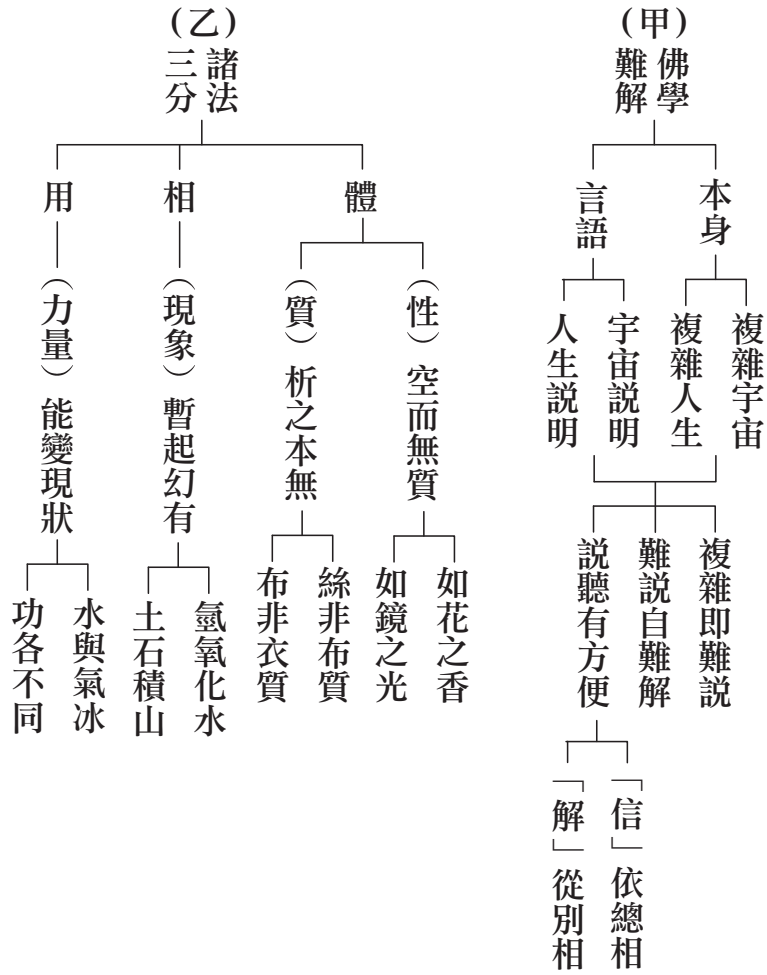 (甲)
佛學
難解
本身
複雜宇宙
複雜人生
言語
宇宙説明
人生説明
複雜即難説
難説自難解
説聽有方便
「信」依總相
「解」從別相
(乙)
諸法
三分
體
(性)空而無質
如花之香
如鏡之光
(質)析之本無
絲非布質
布非衣質
相
(現象)暫起幻有
氫氧化水
土石積山
用
(力量)能變現狀
水與氣冰
功各不同